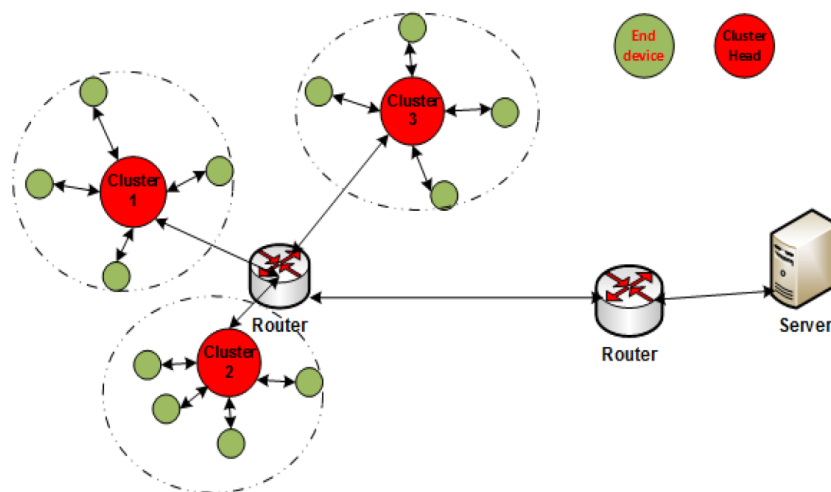 End
device
Cluster
Head
Cluster
3
Cluster
1
Router
Cluster
2
Router
Server